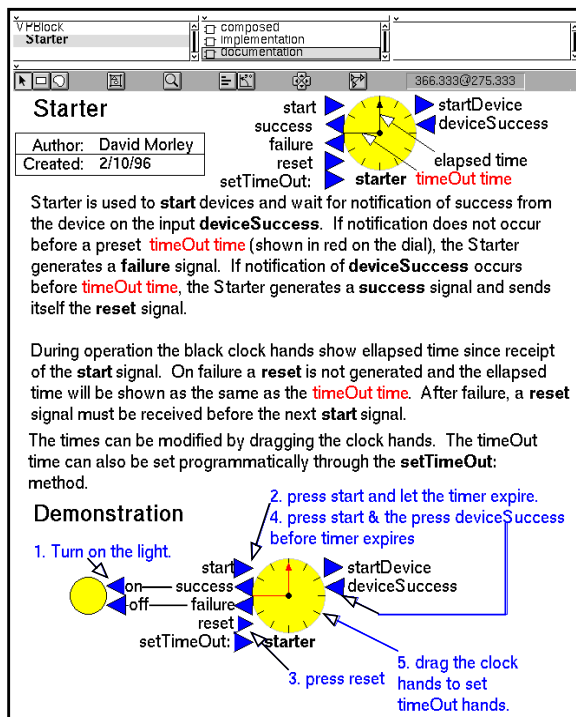 VPBlock
Starter
composed
implementation
documentation
366.333@275.333
Starter
Author: David Morley
Created: 2/10/96
start
success
failure
reset
setTimeOut:
startDevice
deviceSuccess
elapsed time
starter timeOut time
Starter is used to start devices and wait for notification of success from
the device on the input deviceSuccess. If notification does not occur
before a preset timeOut time (shown in red on the dial), the Starter
generates a failure signal. If notification of deviceSuccess occurs
before timeOut time, the Starter generates a success signal and sends
itself the reset signal.
During operation the black clock hands show ellapsed time since receipt
of the start signal. On failure a reset is not generated and the ellapsed
time will be shown as the same as the timeOut time. After failure, a reset
signal must be received before the next start signal.
The times can be modified by dragging the clock hands. The timeOut
time can also be set programmatically through the setTimeOut:
method.
Demonstration
2. press start and let the timer expire.
4. press start & the press deviceSuccess
before timer expires
1. Turn on the light.
start
on success
off failure
reset
setTimeOut: starter
startDevice
deviceSuccess
3. press reset
5. drag the clock
hands to set
timeOut hands.